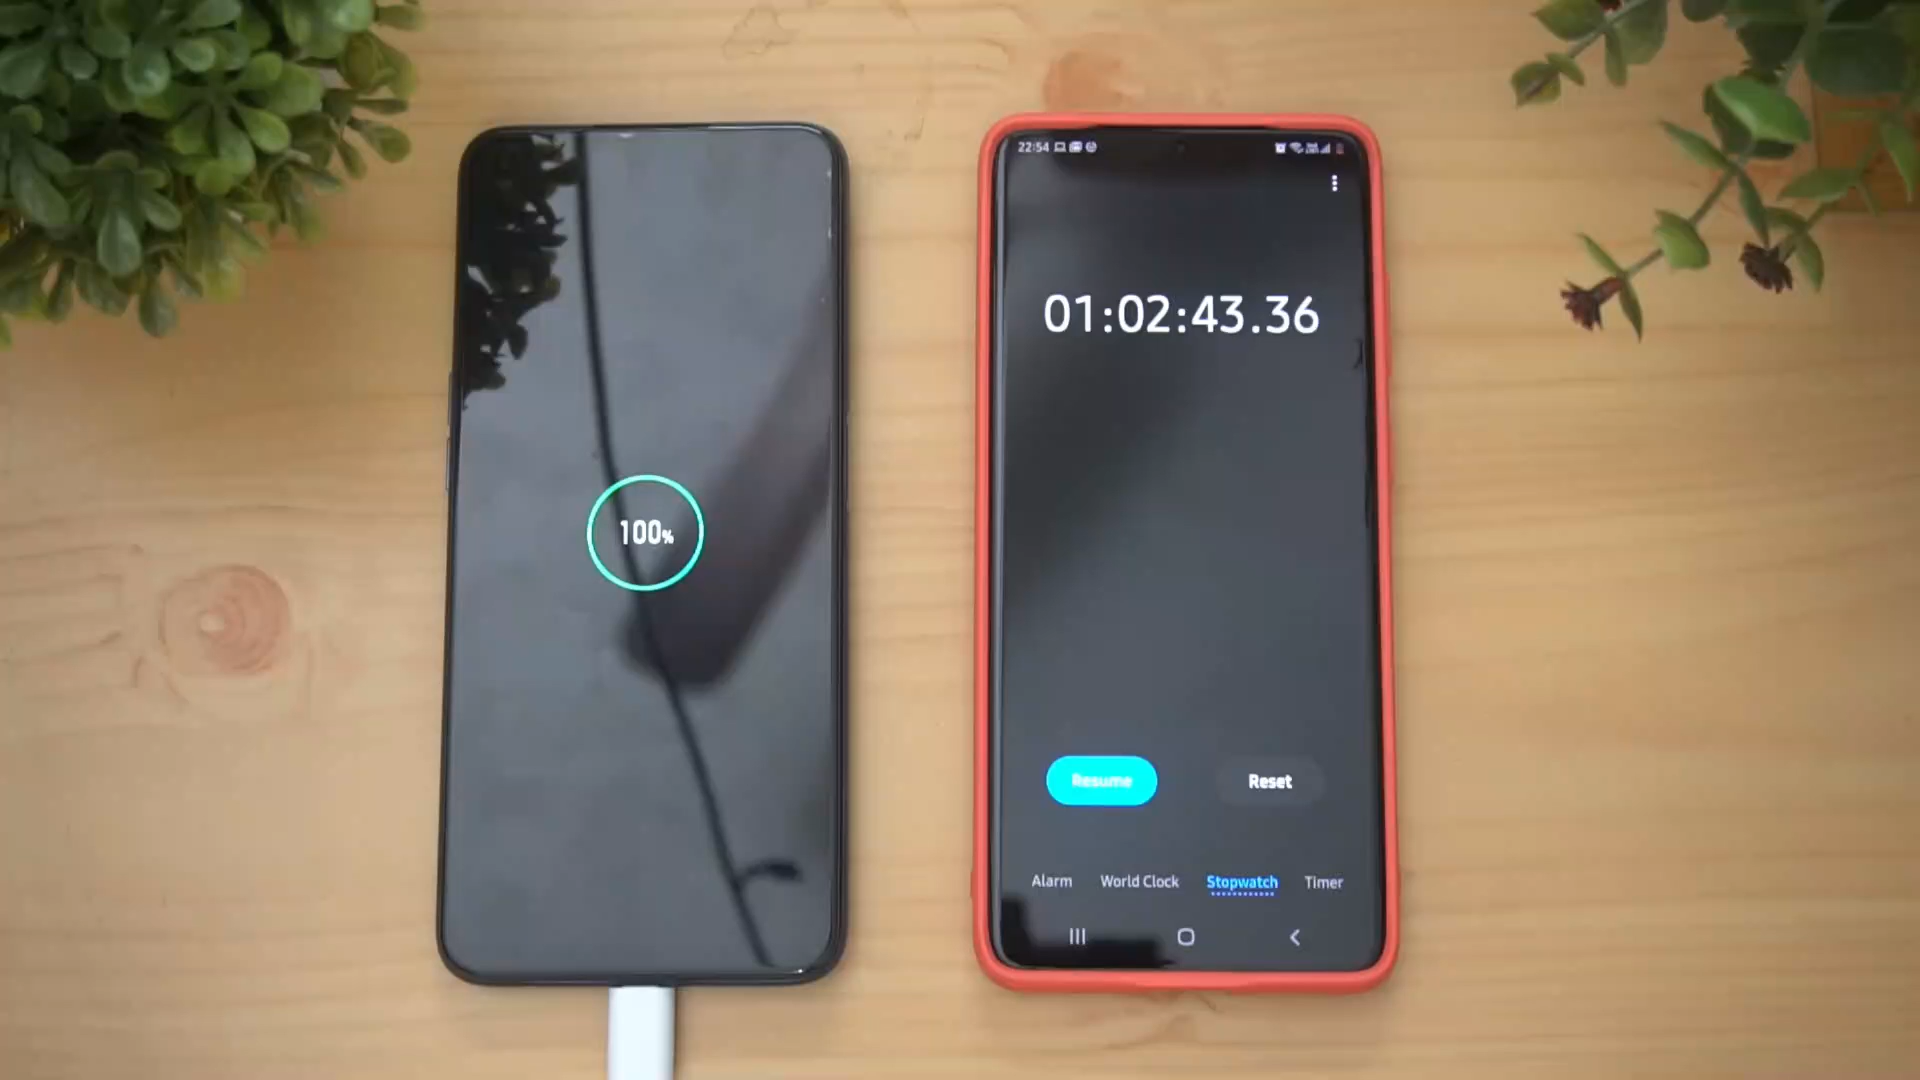 100%
22:54
01:02:43.36
Resume
Reset
Alarm World Clock Stopwatch Timer